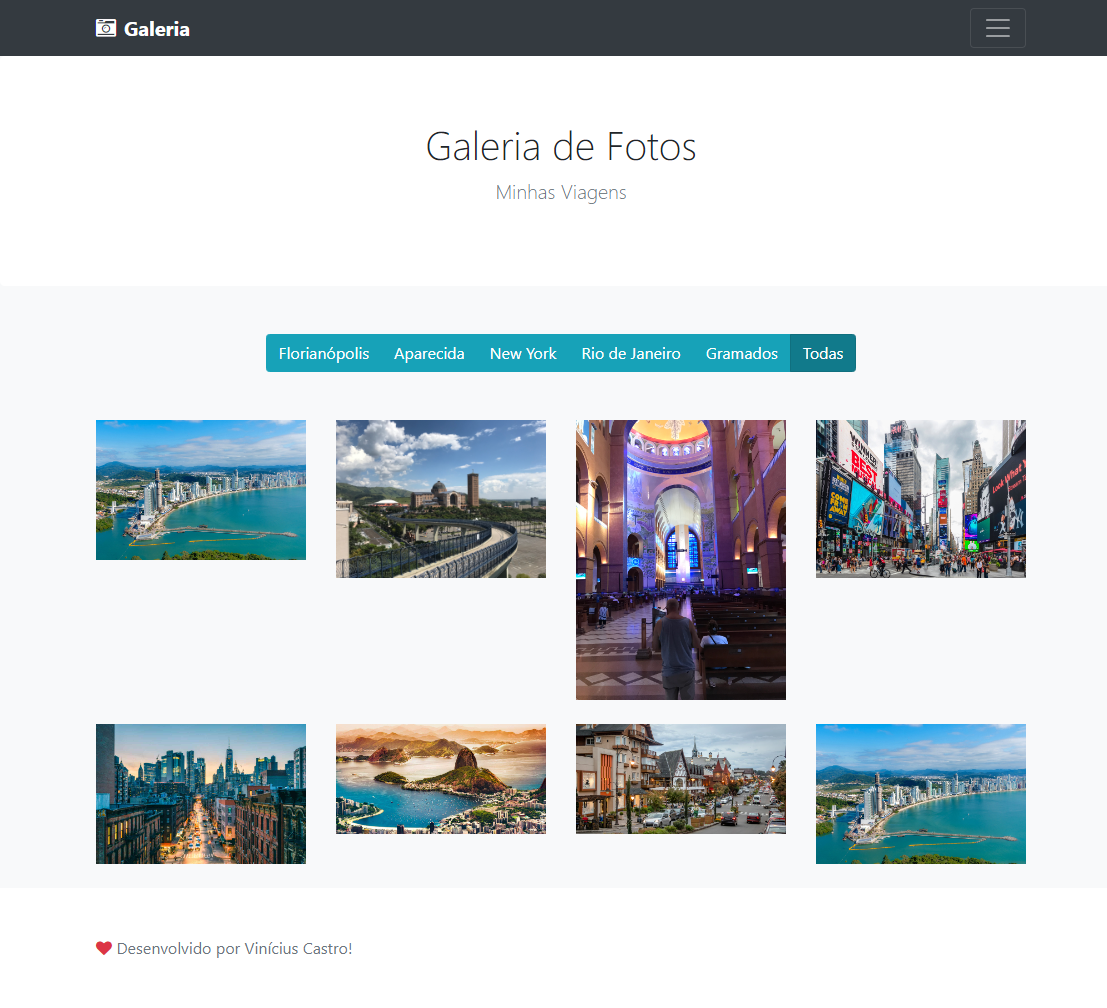 Galeria
Galeria de Fotos
Minhas Viagens
Florianópolis Aparecida New York Rio de Janeiro Gramados Todas
BEST
Desenvolvido por Vinícius Castro!